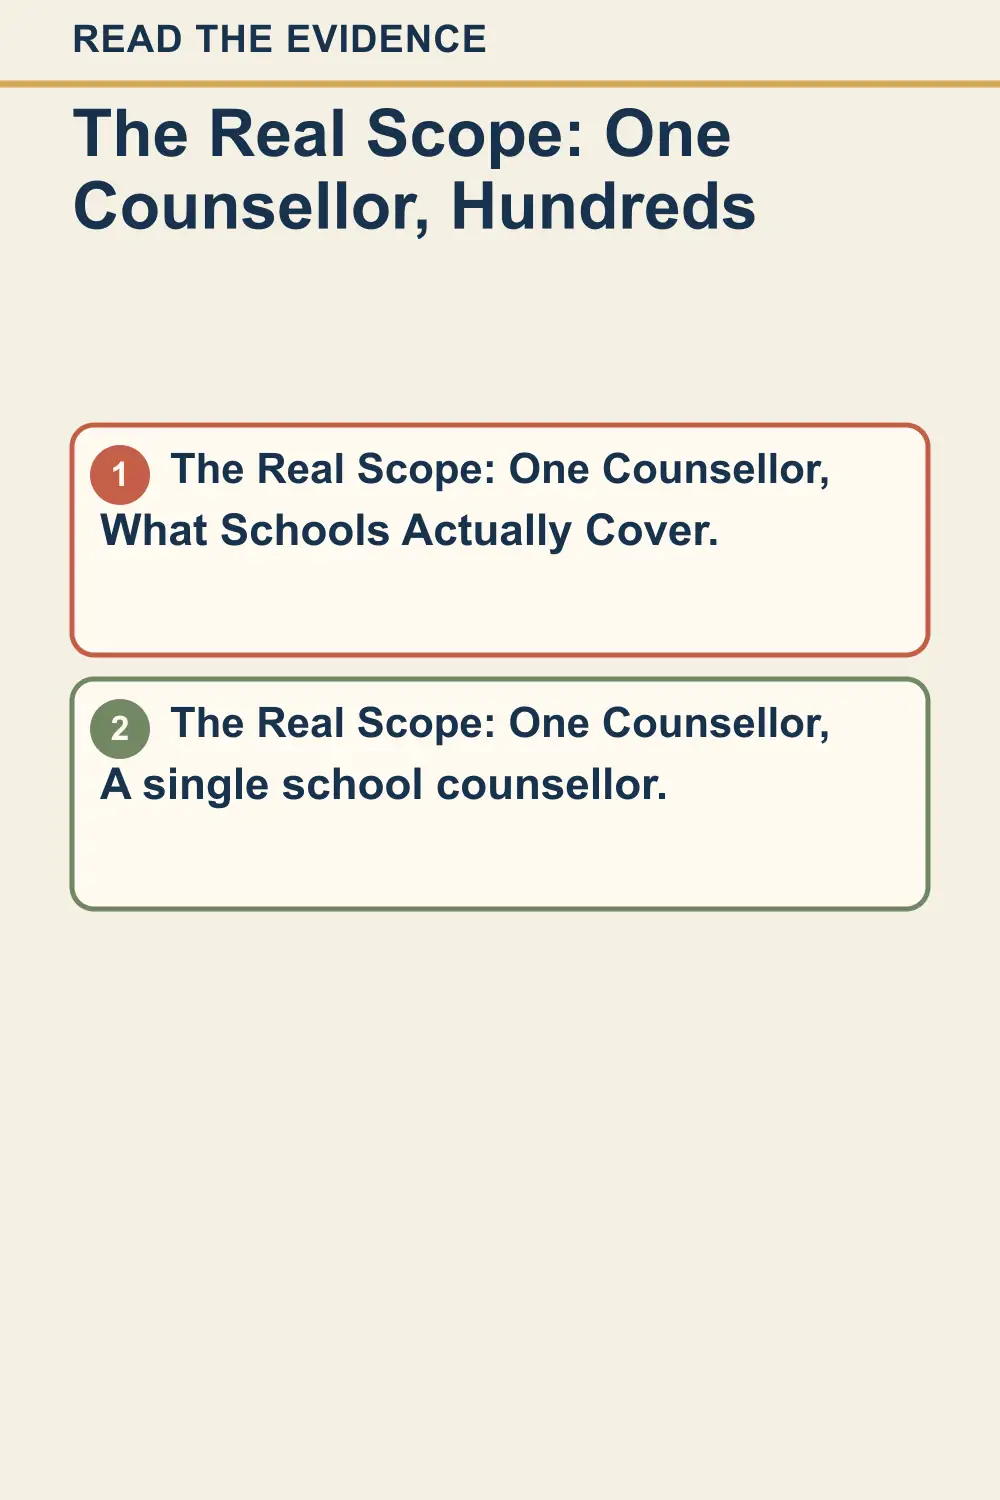 READ THE EVIDENCE
The Real Scope: One
Counsellor, Hundreds
1 The Real Scope: One Counsellor,
What Schools Actually Cover.
2 The Real Scope: One Counsellor,
A single school counsellor.